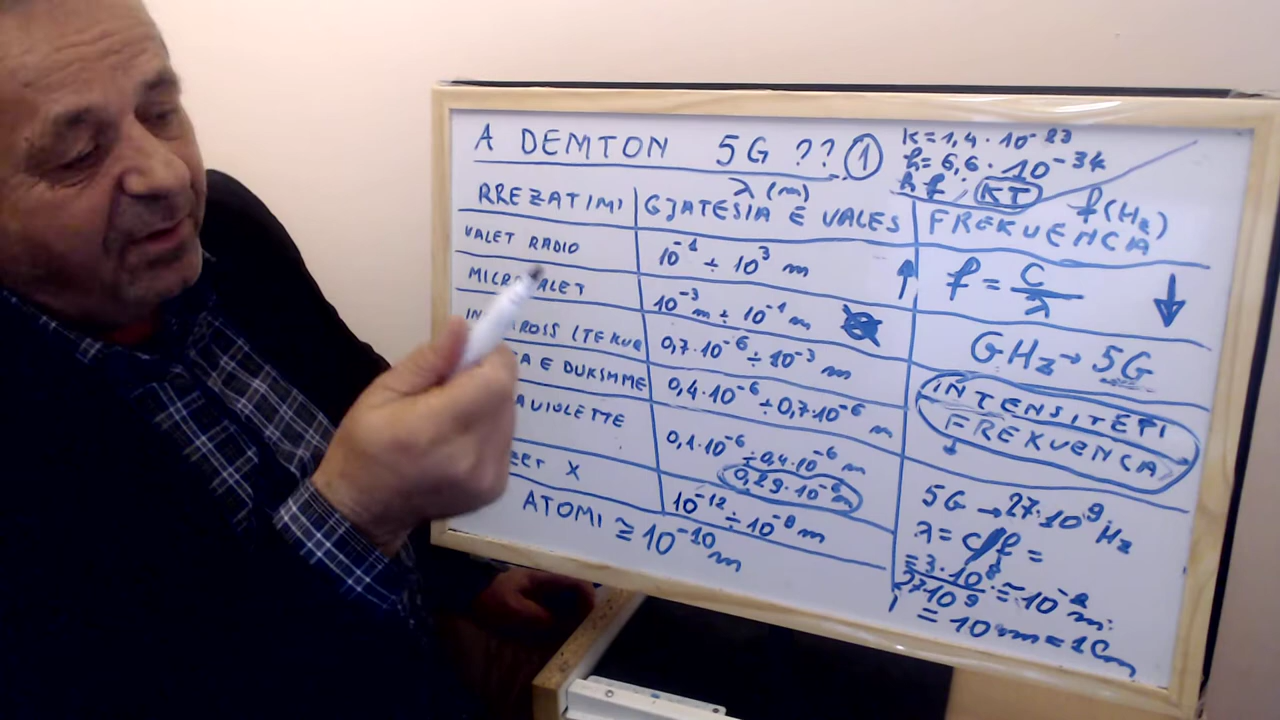 A DEMTON 5G ?? 1
K = 1,4 · 10⁻²³
h = 6,6 · 10⁻³⁴
h f KT
RREZATIMI
λ (m)
GJATESIA E VALES
f (Hz)
FREKUENCA
VALET RADIO
10⁻¹ ÷ 10³ m ↑
f = C/λ ↓
10⁻³ m ÷ 10⁻¹ m
GHz → 5G
0,7·10⁻⁶ ÷ 10⁻³ m
E DUKSHME
0,4·10⁻⁶ ÷ 0,7·10⁻⁶ m
INTENSITETI
FREKUENCA
0,1·10⁻⁶ ÷ 0,4·10⁻⁶ m
0,29·10⁻⁶ m
X
10⁻¹² ÷ 10⁻⁸ m
ATOMI ≅ 10⁻¹⁰ m
5G → 27·10⁹ Hz
λ = C/f =
= 3·10⁸/27·10⁹ ≈ 10⁻² m
= 10 mm = 1 Cm